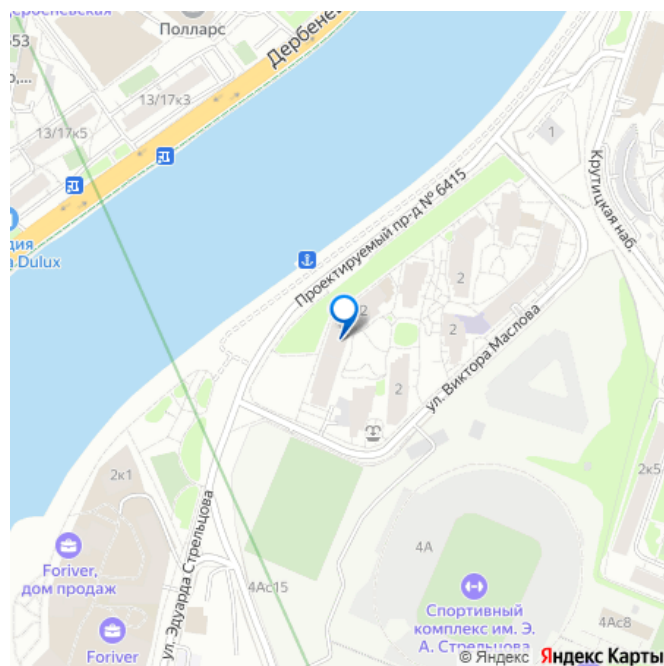 Полларс
Дербене
653
13/17к3
13/17к5
1
Крутицкая наб.
Проектируемый пр-д № 6415
дия
а Dulux
2
2
2
2
ул. Виктора Маслова
2к1
2к5
ул. Эдуарда Стрельцова
4А
Foriver,
дом продаж
4Ас15
Спортивный
комплекс им. Э.
А. Стрельцова
4Ас8
Foriver
© Яндекс Яндекс Карты